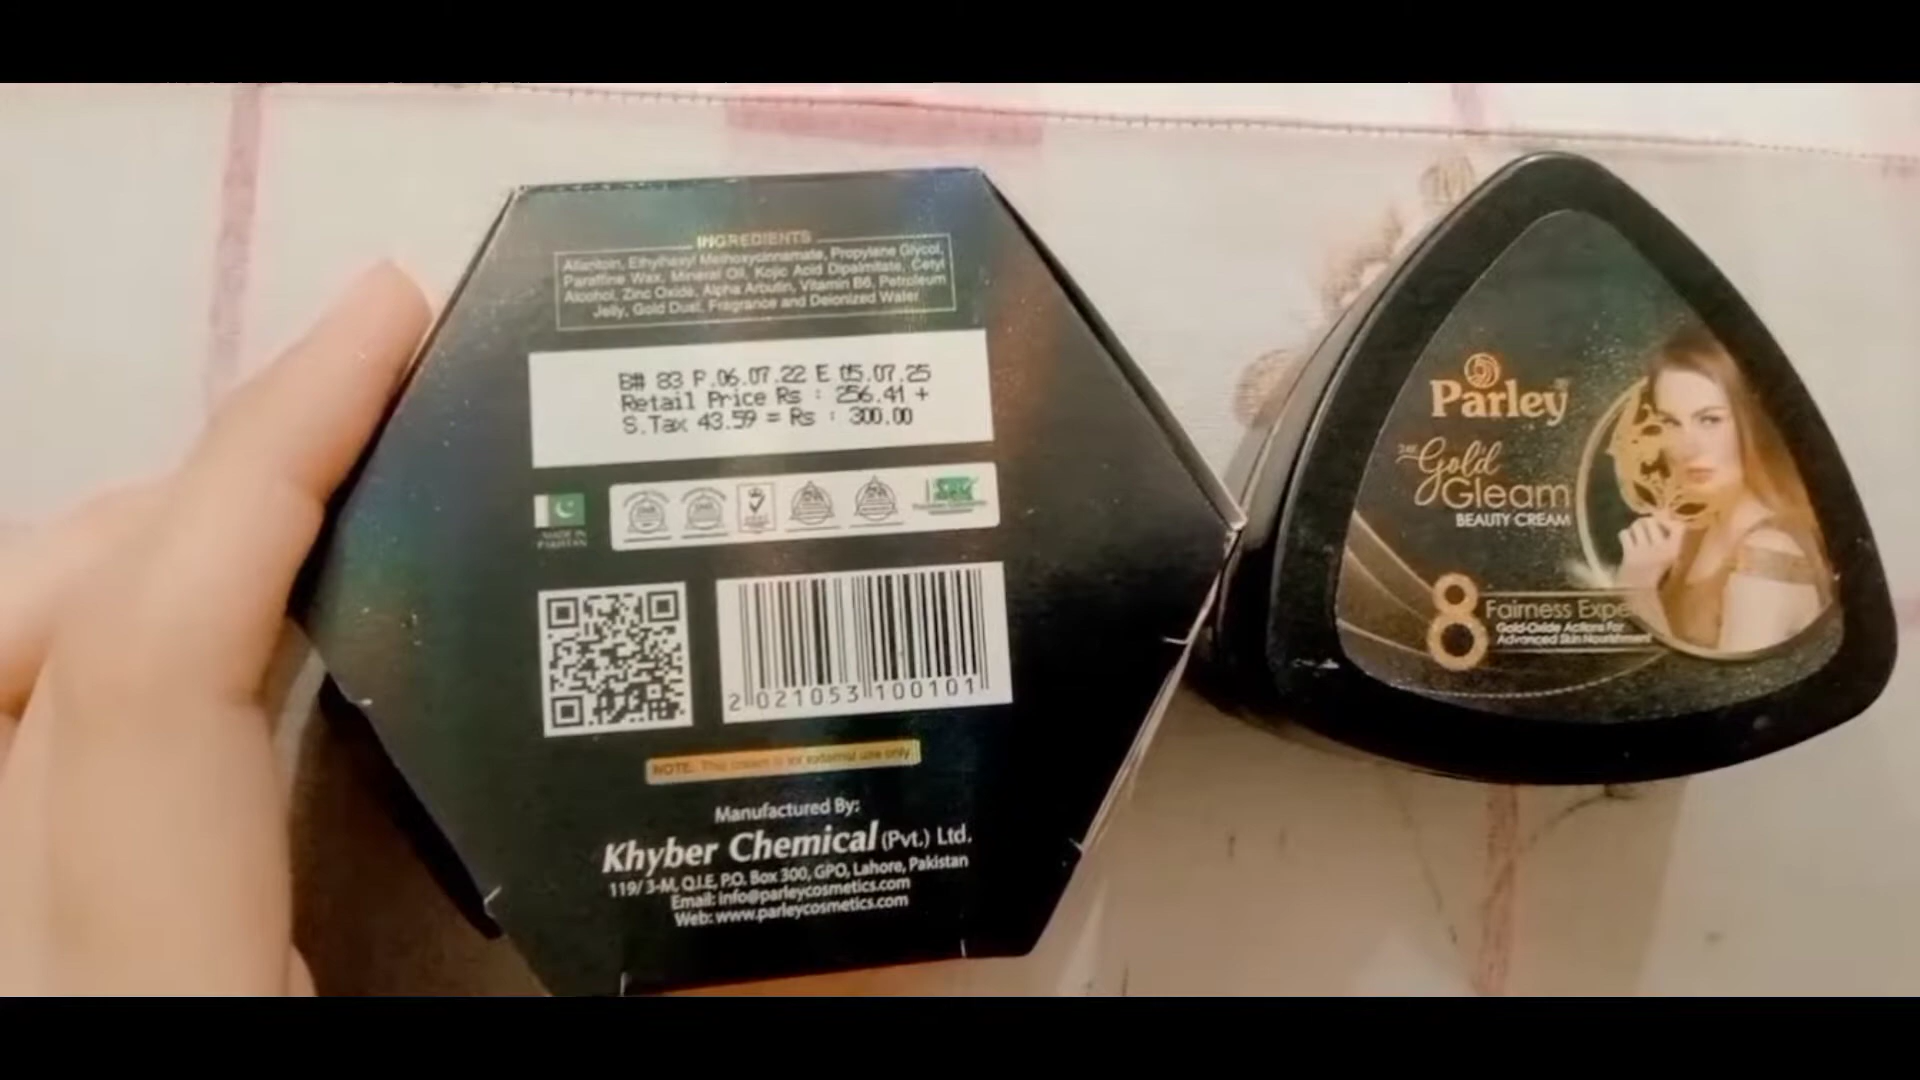 INGREDIENTS
Allantoin, Ethylhexyl Methoxycinnamate, Propylene Glycol,
Paraffine Wax, Mineral Oil, Kojic Acid Dipalmitate, Cetyl
Alcohol, Zinc Oxide, Alpha Arbutin, Vitamin B6, Petroleum
Jelly, Gold Dust, Fragrance and Deionized Water
B# 83 P.06.07.22 E 05.07.25
Retail Price Rs : 256.41 +
S.Tax 43.59 = Rs : 300.00
MADE IN
PAKISTAN
2 021053 100101
NOTE: This cream is for external use only
Manufactured By:
Khyber Chemical (Pvt.) Ltd.
119/ 3-M, Q.I.E, P.O. Box 300, GPO, Lahore, Pakistan
Email: info@parleycosmetics.com
Web: www.parleycosmetics.com
Parley
24K Gold
Gleam
BEAUTY CREAM
8 Fairness
Gold-Oxide Actions For
Advanced Skin Nourishment